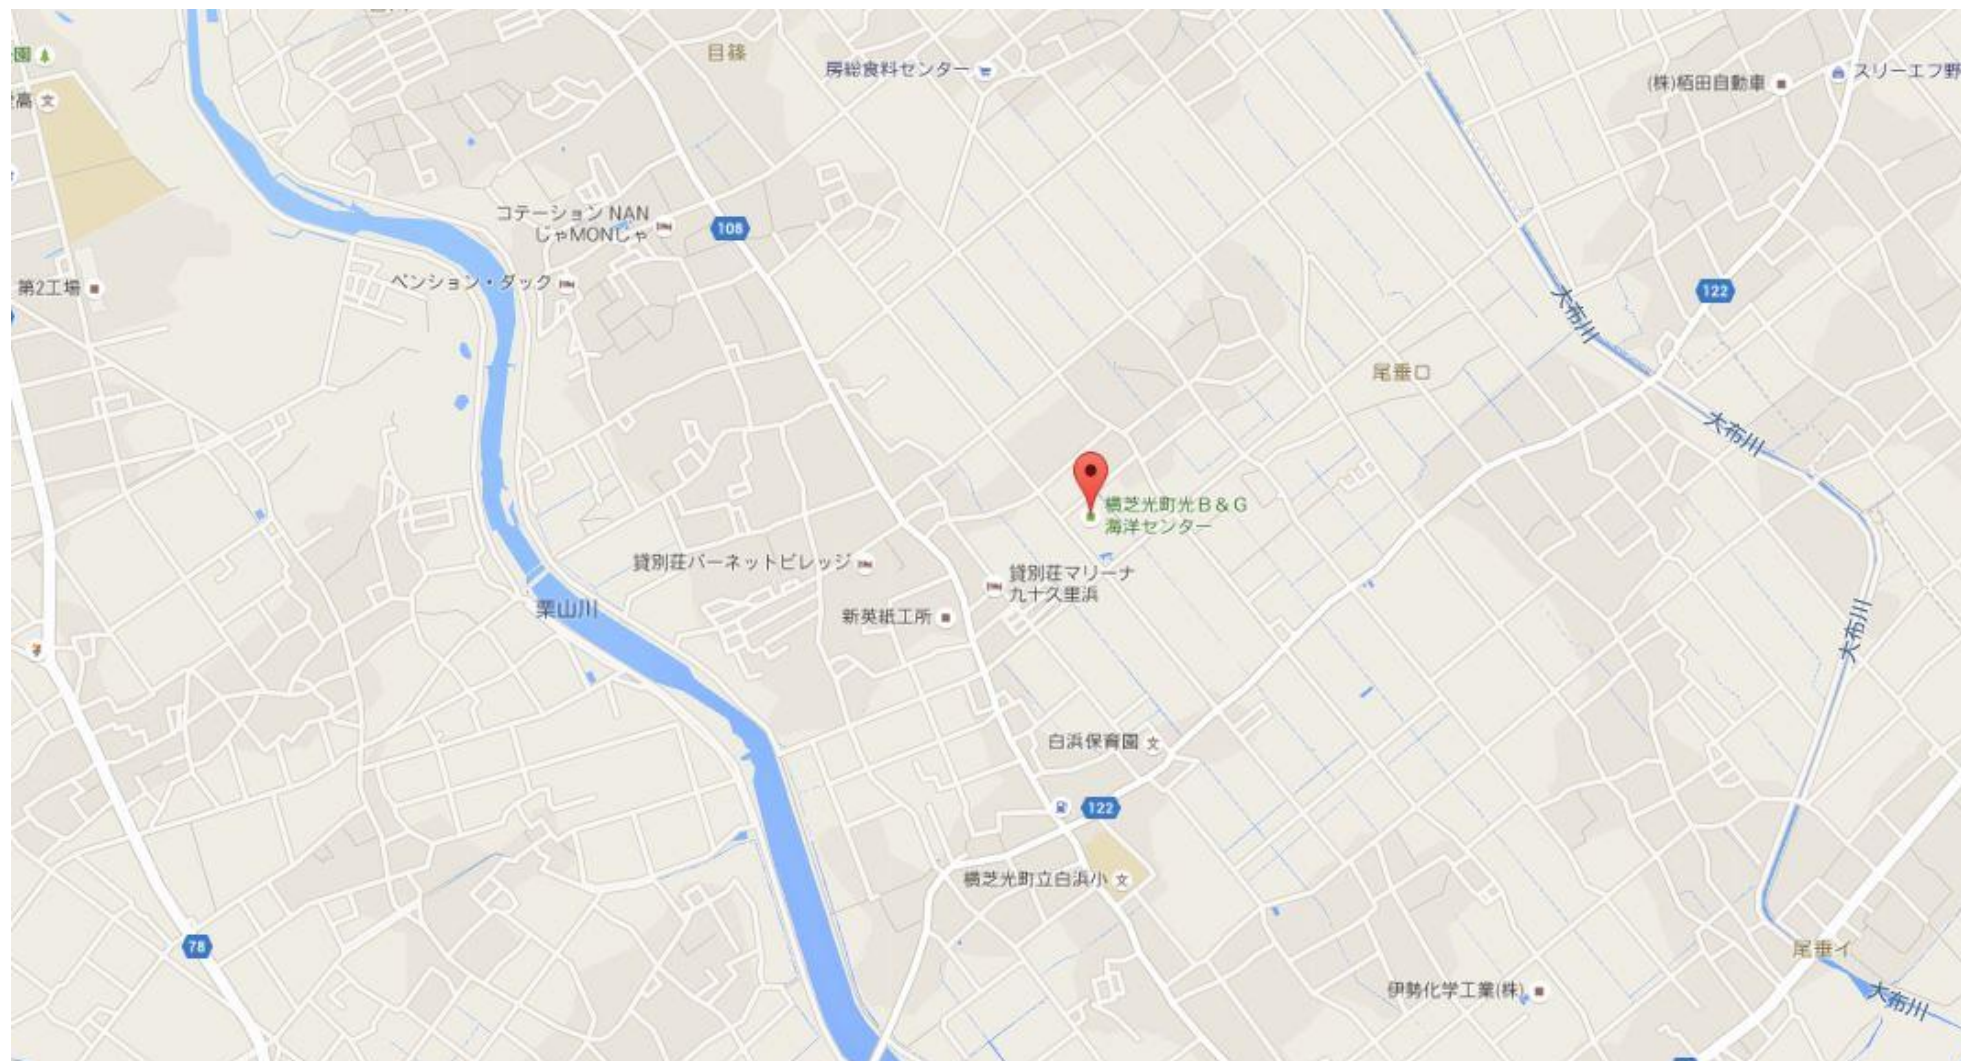 目篠
園
房総食料センター
スリーエフ野
(株)栢田自動車
高
コテーション NAN
じゃMONじゃ
108
ペンション・ダック
第2工場
122
大布川
尾垂口
大布川
横芝光町光B&G
海洋センター
貸別荘バーネットビレッジ
貸別荘マリーナ
九十久里浜
栗山川
新英紙工所
大布川
白浜保育園
122
横芝光町立白浜小
78
尾垂イ
伊勢化学工業(株)
大布川